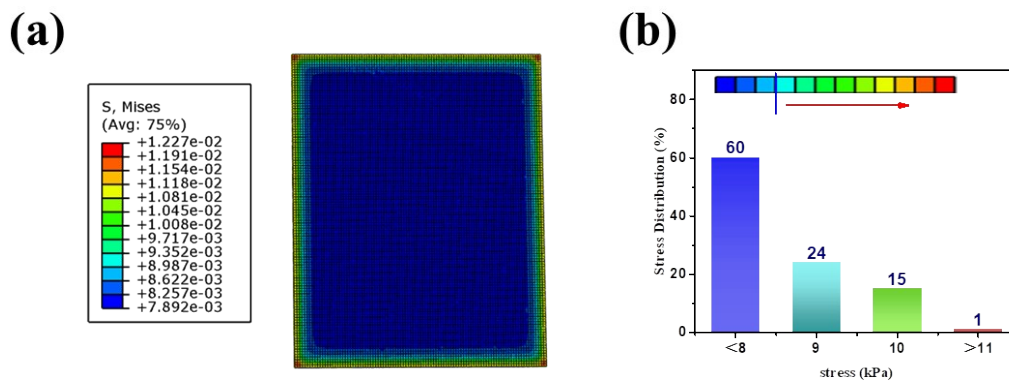 (a)
S, Mises
(Avg: 75%)
+1.227e-02
+1.191e-02
+1.154e-02
+1.118e-02
+1.081e-02
+1.045e-02
+1.008e-02
+9.717e-03
+9.352e-03
+8.987e-03
+8.622e-03
+8.257e-03
+7.892e-03
(b)
Stress Distribution (%)
80
60
40
20
0
60
24
15
1
<8
9
10
>11
stress (kPa)